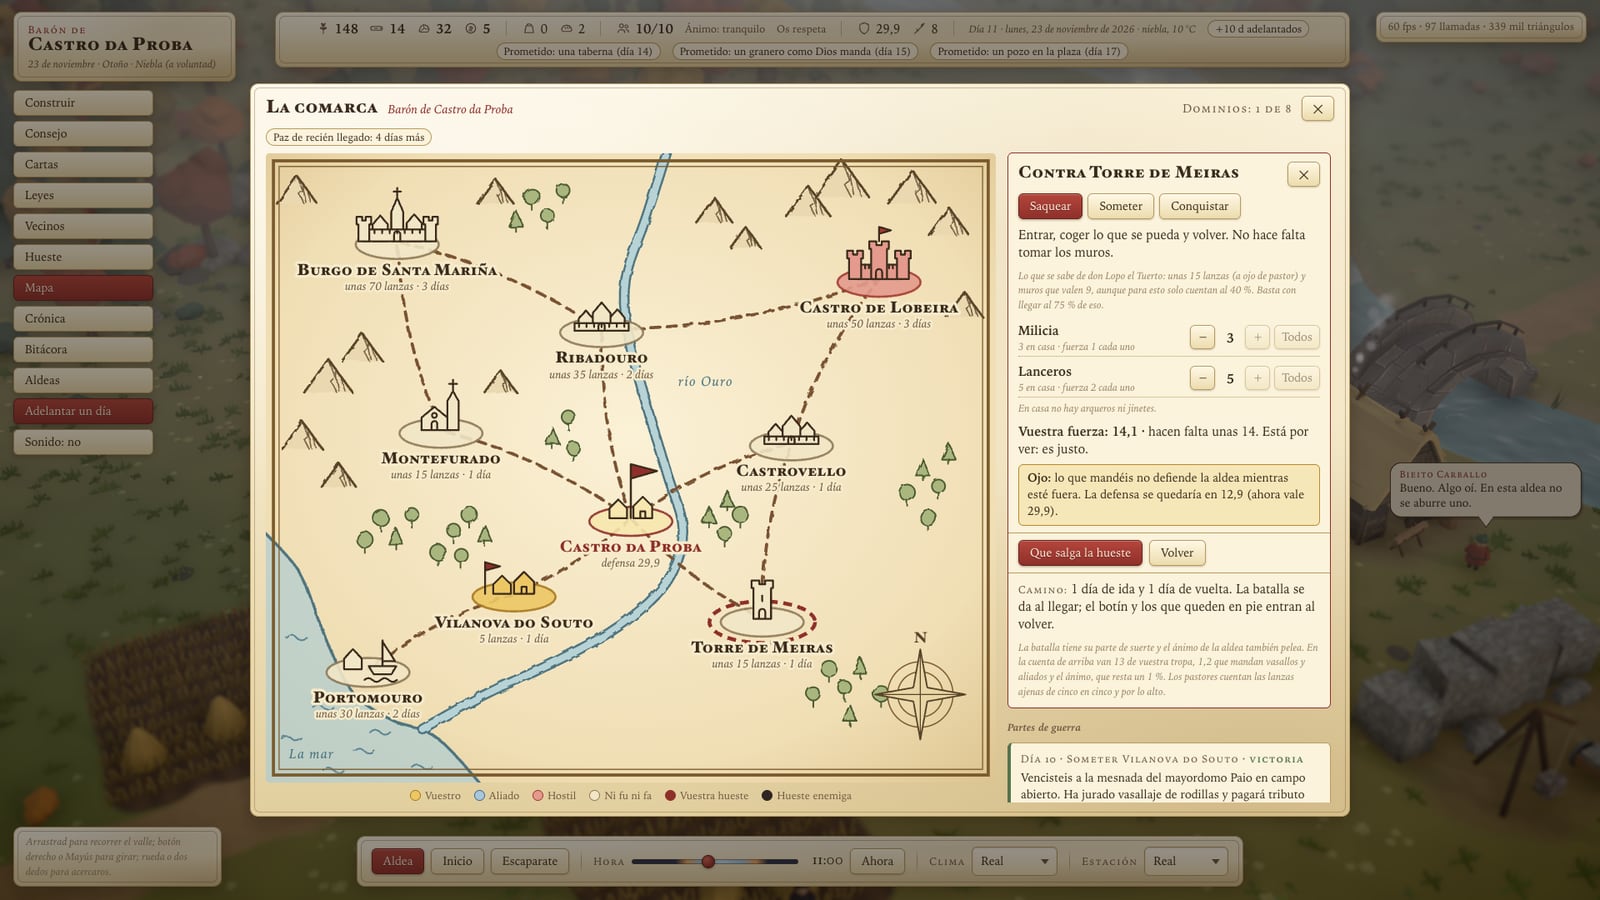 Barón de
Castro da Proba
23 de noviembre · Otoño · Niebla (a voluntad)
148 14 32 5 0 2 10/10 Ánimo: tranquilo Os respeta 29,9 8 Día 11 · lunes, 23 de noviembre de 2026 · niebla, 10 °C +10 d adelantados
Prometido: una taberna (día 14) Prometido: un granero como Dios manda (día 15) Prometido: un pozo en la plaza (día 17)
60 fps · 97 llamadas · 339 mil triángulos
Construir
Consejo
Cartas
Leyes
Vecinos
Hueste
Mapa
Crónica
Bitácora
Aldeas
Adelantar un día
Sonido: no
La comarca Barón de Castro da Proba
Dominios: 1 de 8
Paz de recién llegado: 4 días más
Burgo de Santa Mariña
unas 70 lanzas · 3 días
Castro de Lobeira
unas 50 lanzas · 3 días
Ribadouro
unas 35 lanzas · 2 días
río Ouro
Montefurado
unas 15 lanzas · 1 día
Castrovello
unas 25 lanzas · 1 día
Castro da Proba
defensa 29,9
Vilanova do Souto
5 lanzas · 1 día
Torre de Meiras
unas 15 lanzas · 1 día
N
Portomouro
unas 30 lanzas · 2 días
La mar
Vuestro Aliado Hostil Ni fu ni fa Vuestra hueste Hueste enemiga
Contra Torre de Meiras
Saquear Someter Conquistar
Entrar, coger lo que se pueda y volver. No hace falta
tomar los muros.
Lo que se sabe de don Lopo el Tuerto: unas 15 lanzas (a ojo de pastor) y
muros que valen 9, aunque para esto solo cuentan al 40 %. Basta con
llegar al 75 % de eso.
Milicia
3 en casa · fuerza 1 cada uno
− 3 + Todos
Lanceros
5 en casa · fuerza 2 cada uno
− 5 + Todos
En casa no hay arqueros ni jinetes.
Vuestra fuerza: 14,1 · hacen falta unas 14. Está por
ver: es justo.
Ojo: lo que mandéis no defiende la aldea mientras
esté fuera. La defensa se quedaría en 12,9 (ahora vale
29,9).
Que salga la hueste Volver
Camino: 1 día de ida y 1 día de vuelta. La batalla se
da al llegar; el botín y los que queden en pie entran al
volver.
La batalla tiene su parte de suerte y el ánimo de la aldea también pelea. En
la cuenta de arriba van 13 de vuestra tropa, 1,2 que mandan vasallos y
aliados y el ánimo, que resta un 1 %. Los pastores cuentan las lanzas
ajenas de cinco en cinco y por lo alto.
Partes de guerra
Día 10 · Someter Vilanova do Souto · victoria
Vencisteis a la mesnada del mayordomo Paio en campo
abierto. Ha jurado vasallaje de rodillas y pagará tributo
Bieito Carballo
Bueno. Algo oí. En esta aldea no
se aburre uno.
Arrastrad para recorrer el valle; botón
derecho o Mayús para girar; rueda o dos
dedos para acercaros.
Aldea Inicio Escaparate Hora 11:00 Ahora Clima Real Estación Real